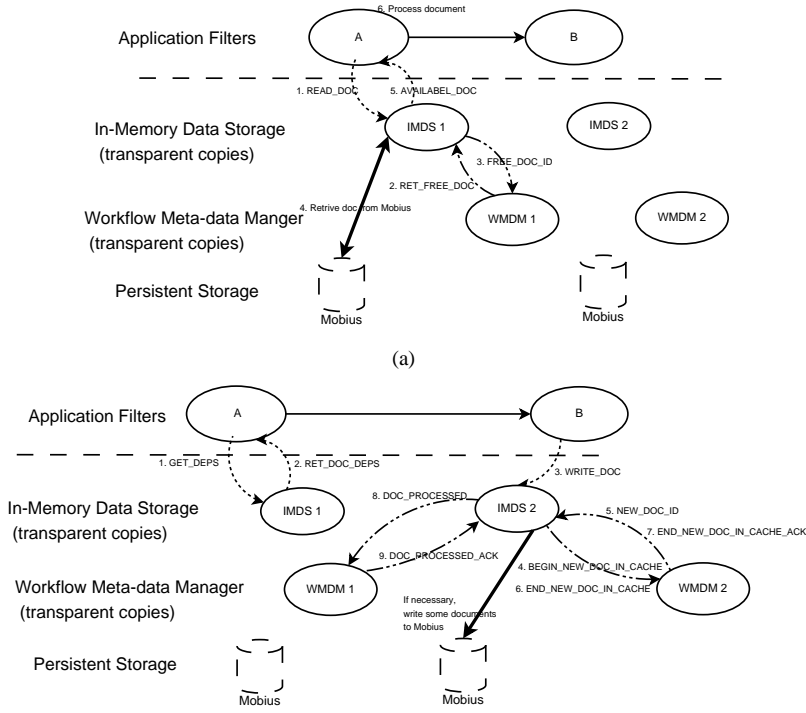 6. Process document
Application Filters
A
B
1. READ_DOC
5. AVAILABEL_DOC
In-Memory Data Storage
(transparent copies)
IMDS 1
IMDS 2
3. FREE_DOC_ID
2. RET_FREE_DOC
4. Retrive doc from Mobius
Workflow Meta-data Manger
(transparent copies)
WMDM 1
WMDM 2
Persistent Storage
Mobius
Mobius
(a)
Application Filters
A
B
1. GET_DEPS
2. RET_DOC_DEPS
3. WRITE_DOC
In-Memory Data Storage
(transparent copies)
IMDS 1
8. DOC_PROCESSED
IMDS 2
5. NEW_DOC_ID
7. END_NEW_DOC_IN_CACHE_ACK
9. DOC_PROCESSED_ACK
4. BEGIN_NEW_DOC_IN_CACHE
6. END_NEW_DOC_IN_CACHE
Workflow Meta-data Manager
(transparent copies)
WMDM 1
WMDM 2
If necessary,
write some documents
to Mobius
Persistent Storage
Mobius
Mobius